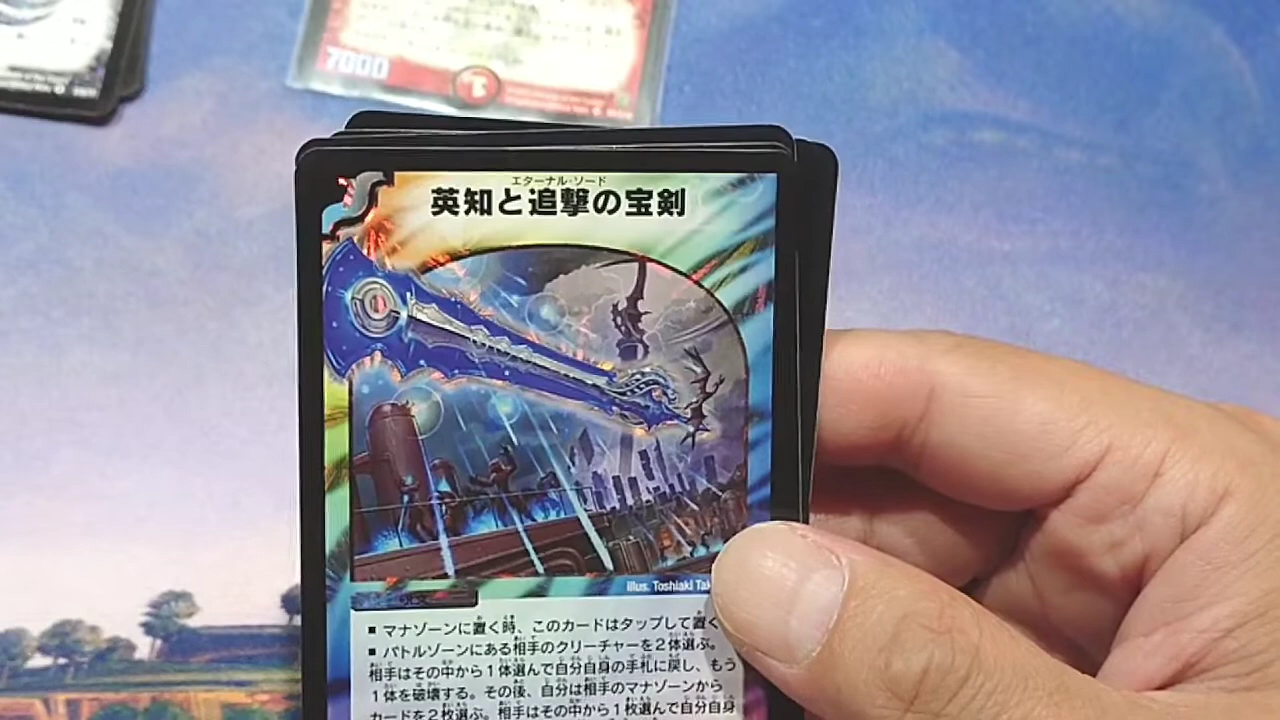 7000
エターナル・ソード
英知と追撃の宝剣
illus. Toshiaki Tak
■ マナゾーンに置く時、このカードはタップして置く
■ バトルゾーンにある相手のクリーチャーを2体選ぶ。
相手はその中から1体選んで自分自身の手札に戻し、もう
1体を破壊する。その後、自分は相手のマナゾーンから
カードを2枚選ぶ。相手はその中から1枚選んで自分自身